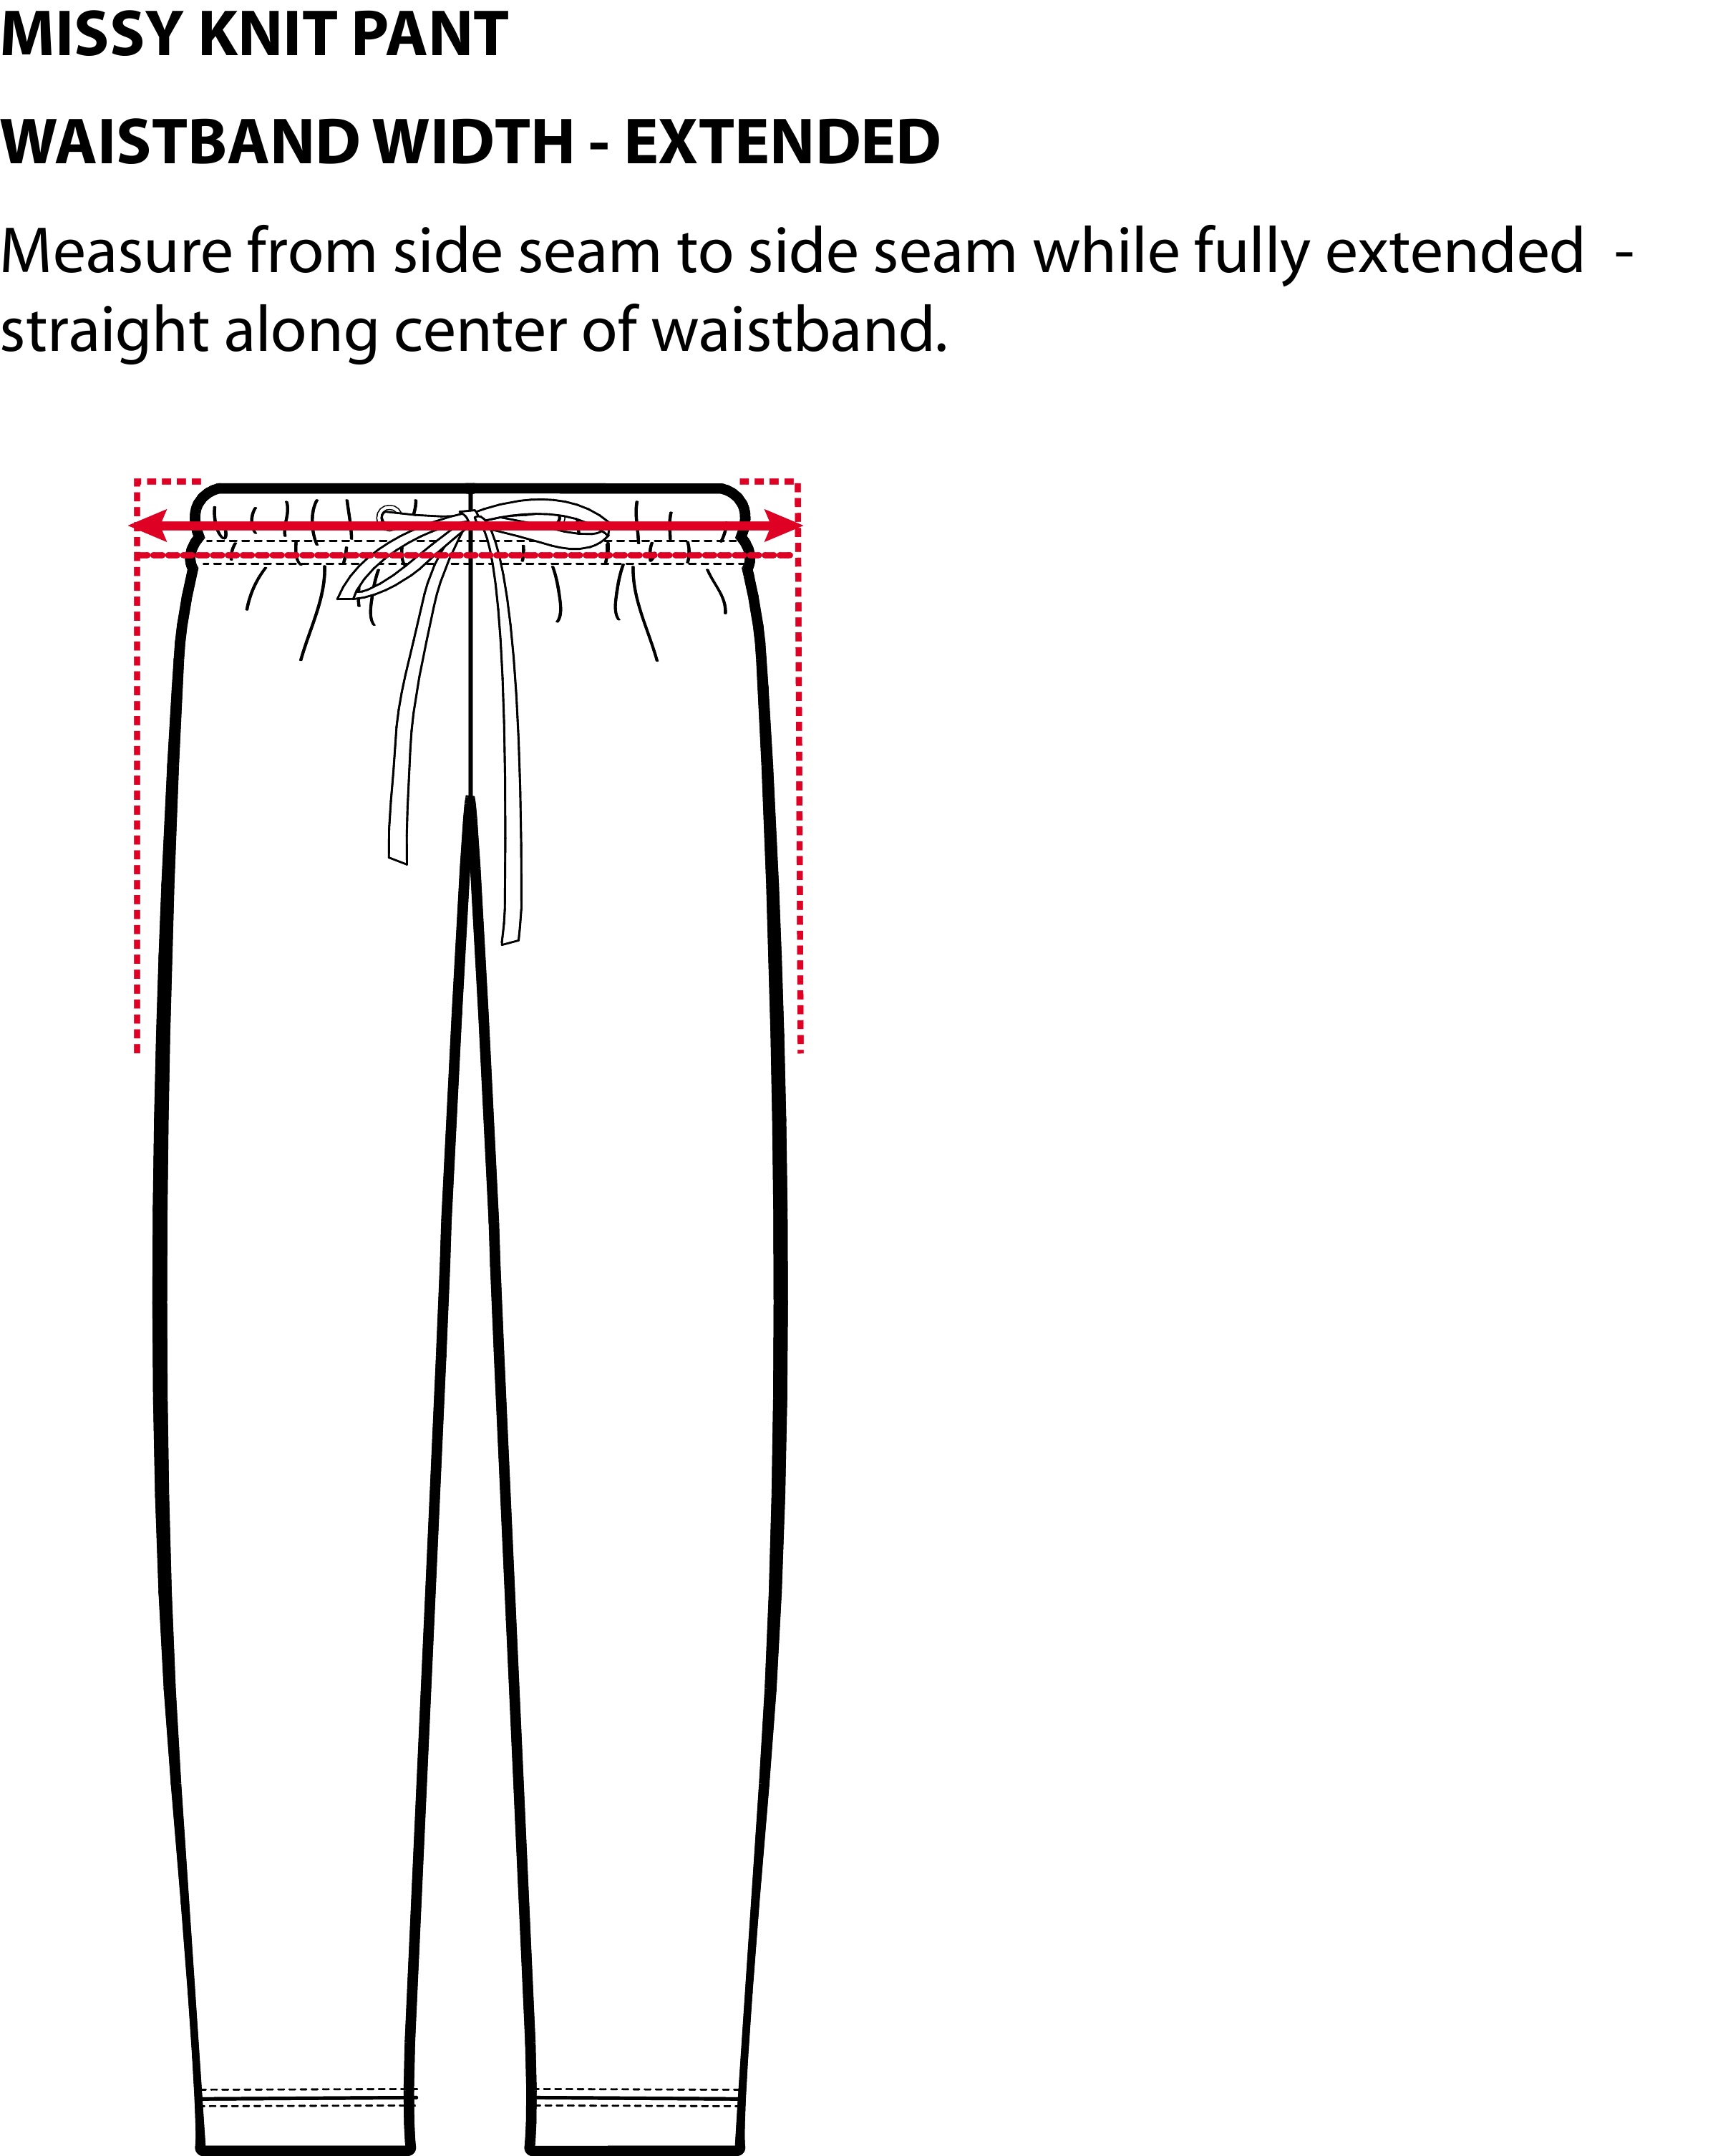 MISSY KNIT PANT
WAISTBAND WIDTH - EXTENDED
Measure from side seam to side seam while fully extended  -
straight along center of waistband.